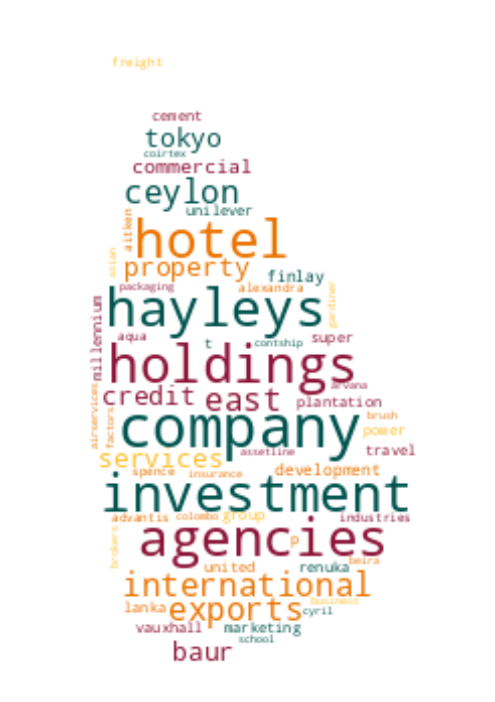 freight
cement
tokyo
coirtex
commercial
ceylon
unilever
aitken
hotel
asian
property
finlay
packaging
alexandra
gardiner
hayleys
millennium
aqua
t
contship
super
holdings
arvana
credit
east
plantation
airservices
factors
company
brush
power
services
assetline
travel
spence
insurance
development
investment
advantis
colombo
group
industries
brokers
agencies
p
united
renuka
beira
international
business
lanka
exports
cyril
vauxhall
marketing
school
baur